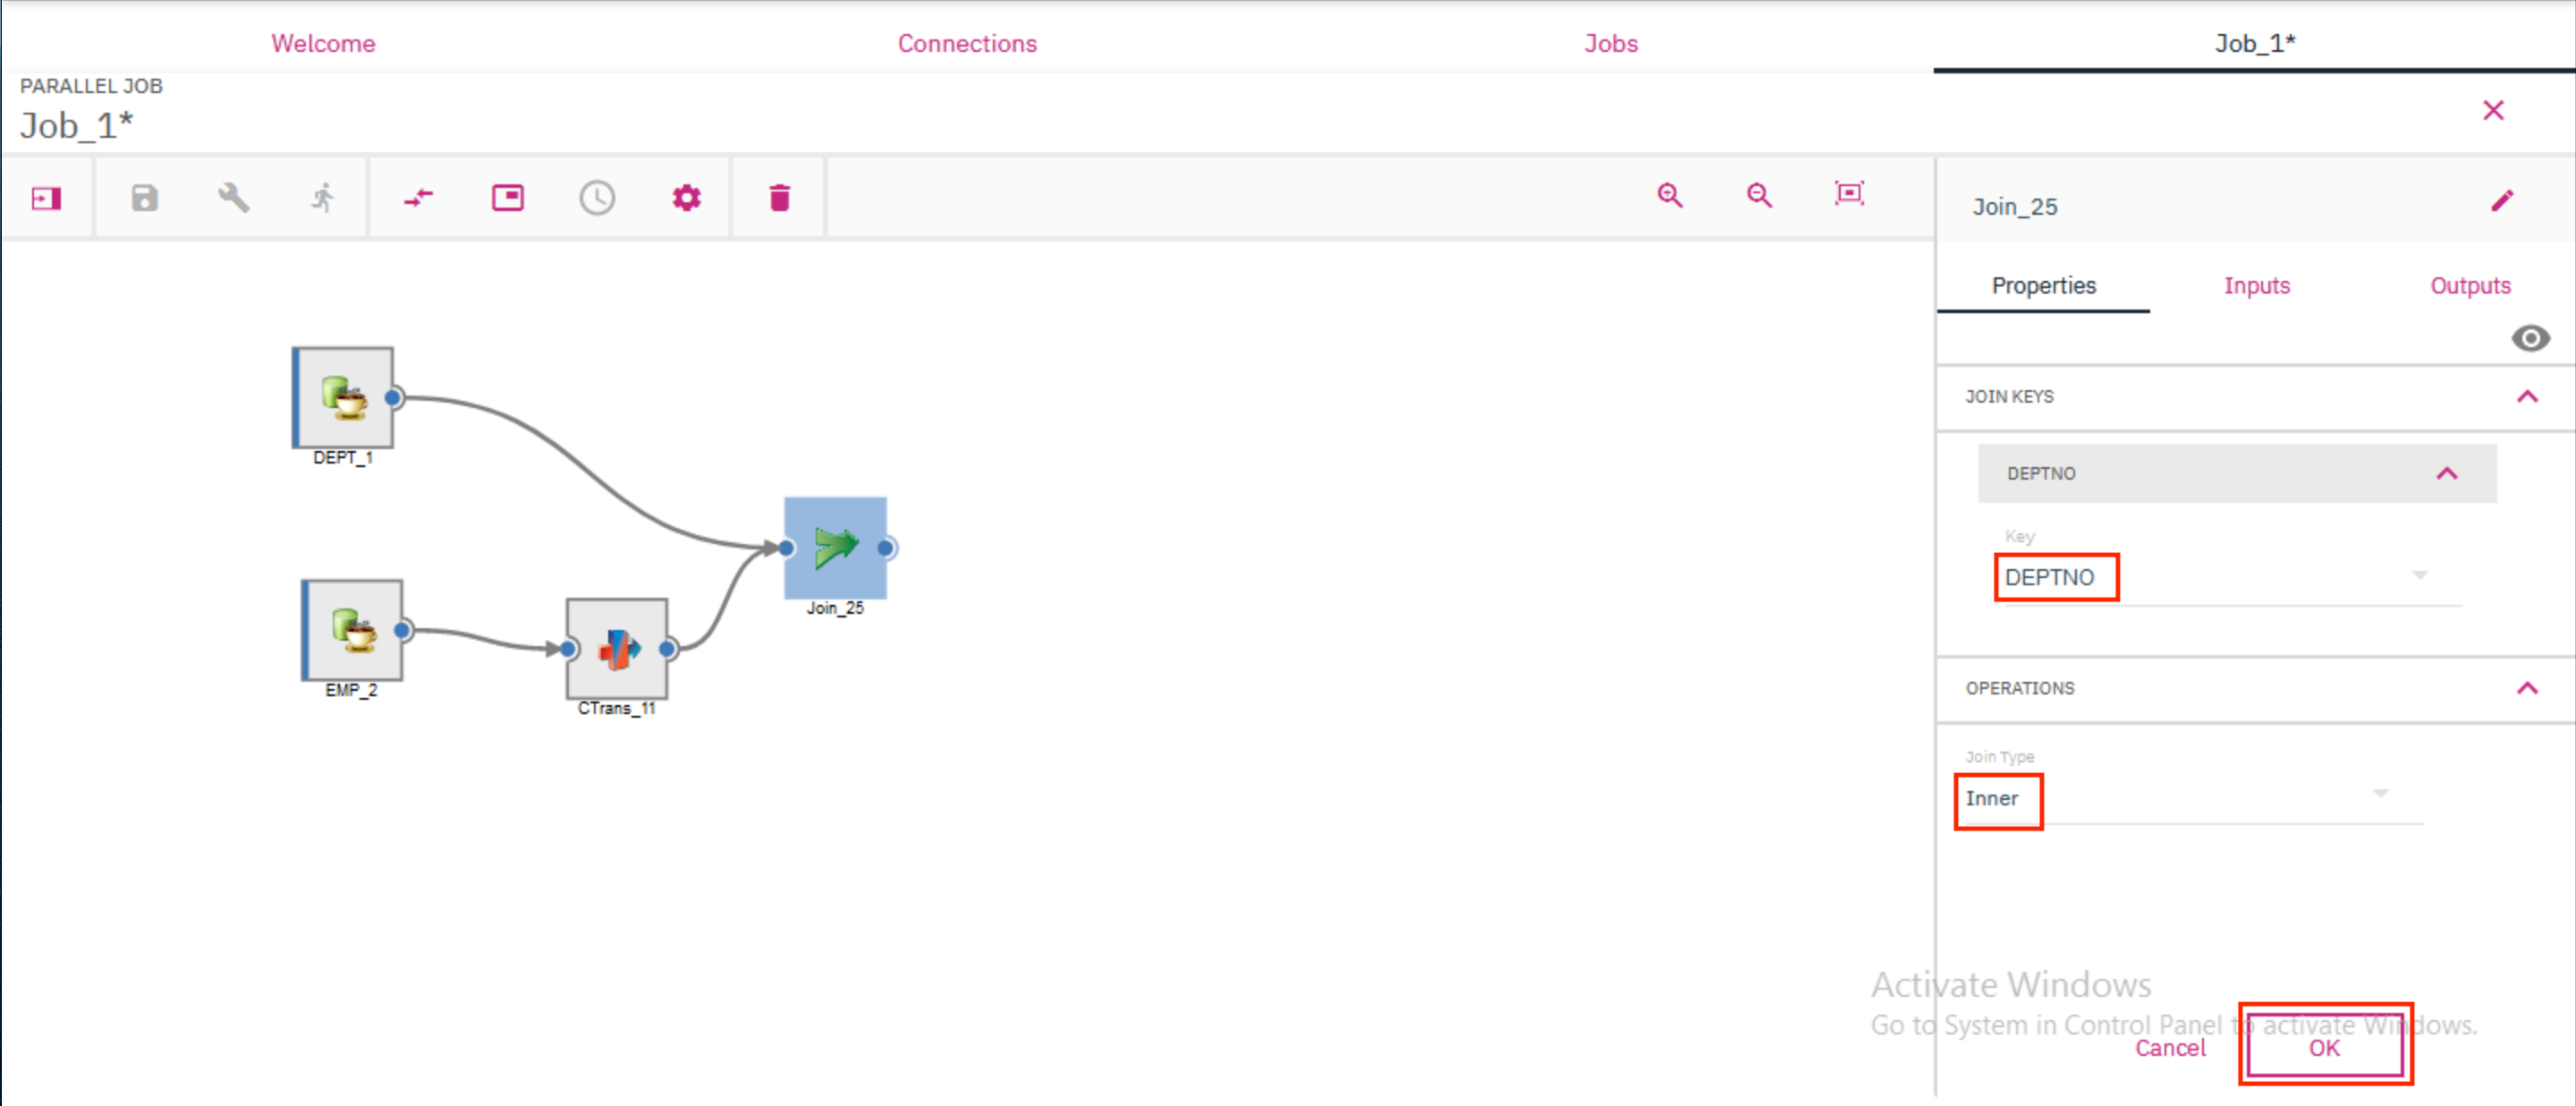 Welcome Connections Jobs Job_1*
PARALLEL JOB
Job_1*
Join_25
Properties Inputs Outputs
JOIN KEYS
DEPTNO
Key
DEPTNO
OPERATIONS
Join Type
Inner
DEPT_1
Join_25
EMP_2
CTrans_11
Activate Windows
Go to System in Control Panel to activate Windows.
Cancel OK